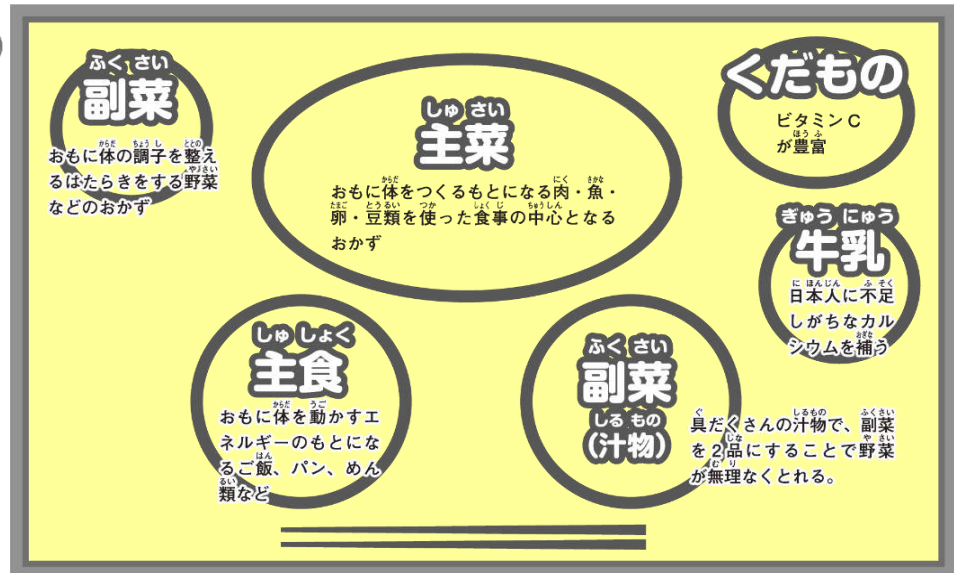 ふく さい
副菜
おもに体の調子を整え
るはたらきをする野菜
などのおかず
しゅ さい
主菜
おもに体をつくるもとになる肉・魚・
卵・豆類を使った食事の中心となる
おかず
くだもの
ビタミンC
が豊富
ぎゅう にゅう
牛乳
日本人に不足
しがちなカル
シウムを補う
しゅ しょく
主食
おもに体を動かすエ
ネルギーのもとにな
るご飯、パン、めん
類など
ふく さい
副菜
しる もの
(汁物)
具だくさんの汁物で、副菜
を2品にすることで野菜
が無理なくとれる。